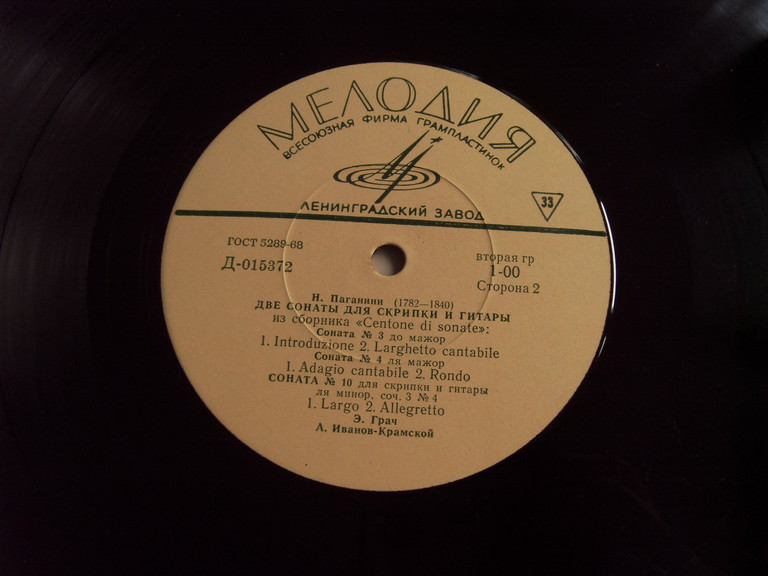 МЕЛОДИЯ
ВСЕСОЮЗНАЯ ФИРМА ГРАМПЛАСТИНОК
ЛЕНИНГРАДСКИЙ ЗАВОД
33
ГОСТ 5289-68
Д-015372
вторая гр
1-00
Сторона 2
Н. Паганини (1782—1840)
ДВЕ СОНАТЫ ДЛЯ СКРИПКИ И ГИТАРЫ
из сборника «Centone di sonate»:
Соната № 3 до мажор
1. Introduzione 2. Larghetto cantabile
Соната № 4 ля мажор
1. Adagio cantabile 2. Rondo
СОНАТА № 10 для скрипки и гитары
ля минор, соч. 3 № 4
1. Largo 2. Allegretto
Э. Грач
А. Иванов-Крамской